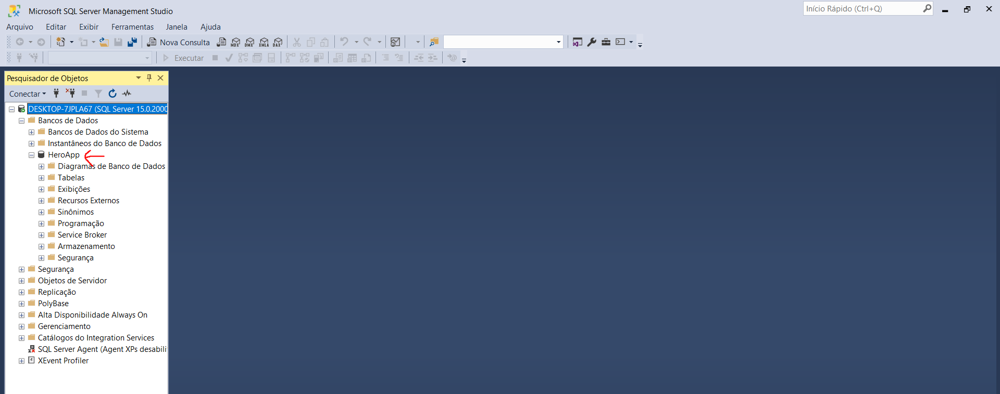 Microsoft SQL Server Management Studio
Início Rápido (Ctrl+Q)
Arquivo Editar Exibir Ferramentas Janela Ajuda
Nova Consulta MDX DMX XMLA DAX
Executar
Pesquisador de Objetos
Conectar
DESKTOP-7JPLA67 (SQL Server 15.0.2000
Bancos de Dados
Bancos de Dados do Sistema
Instantâneos do Banco de Dados
HeroApp
Diagramas de Banco de Dados
Tabelas
Exibições
Recursos Externos
Sinônimos
Programação
Service Broker
Armazenamento
Segurança
Segurança
Objetos de Servidor
Replicação
PolyBase
Alta Disponibilidade Always On
Gerenciamento
Catálogos do Integration Services
SQL Server Agent (Agent XPs desabili
XEvent Profiler